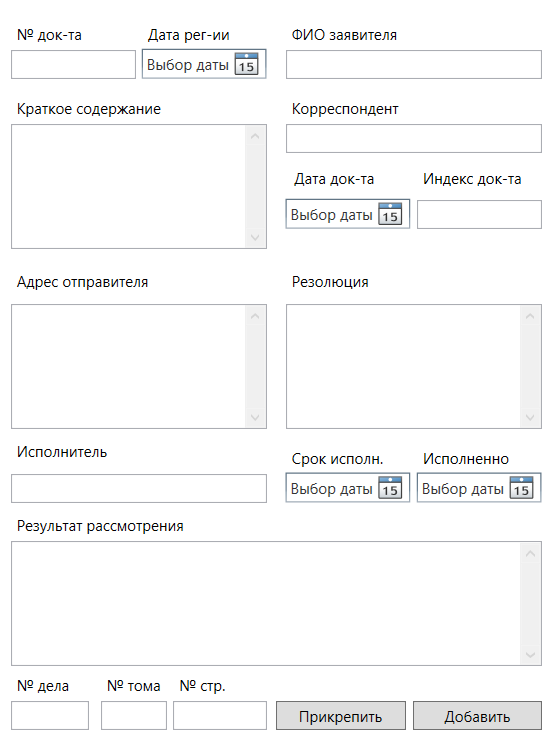 № док-та Дата рег-ии ФИО заявителя
Выбор даты 15
Краткое содержание Корреспондент
Дата док-та Индекс док-та
Выбор даты 15
Адрес отправителя Резолюция
Исполнитель Срок исполн. Исполненно
Выбор даты 15 Выбор даты 15
Результат рассмотрения
№ дела № тома № стр.
Прикрепить Добавить